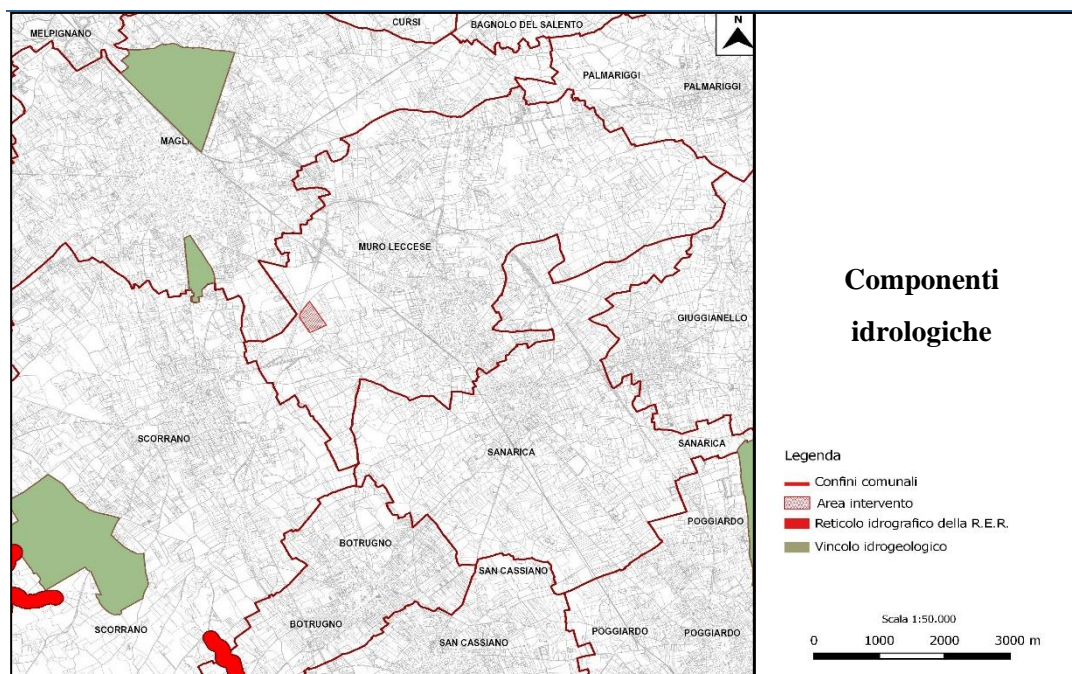 CURSI
BAGNOLO DEL SALENTO
MELPIGNANO
N
PALMARIGGI
PALMARIGGI
MAGLI
MURO LECCESE
GIUGGIANELLO
SCORRANO
SANARICA
SANARICA
POGGIARDO
BOTRUGNO
SAN CASSIANO
SCORRANO
BOTRUGNO
SAN CASSIANO
POGGIARDO
POGGIARDO
Componenti
idrologiche
Legenda
Confini comunali
Area intervento
Reticolo idrografico della R.E.R.
Vincolo idrogeologico
Scala 1:50.000
0 1000 2000 3000 m